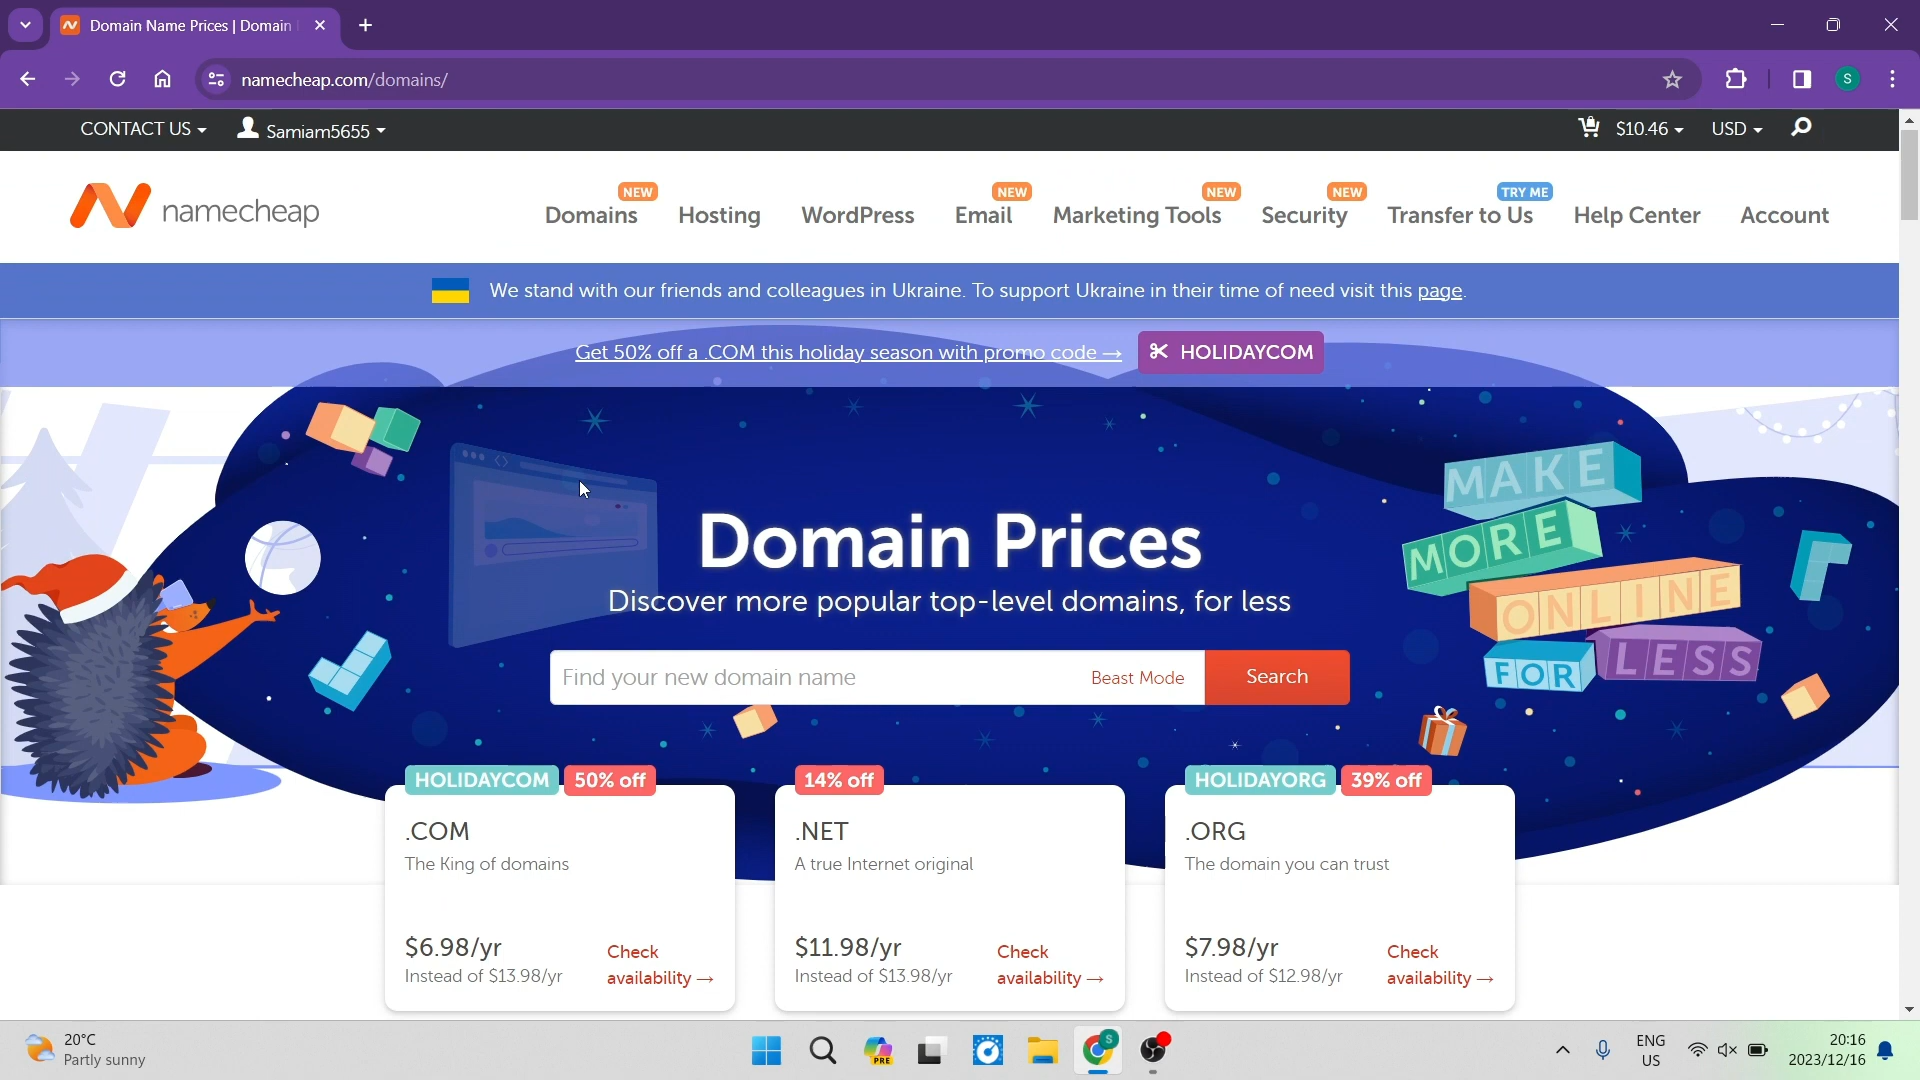 Domain Name Prices | Domain
namecheap.com/domains/
S
CONTACT US
Samiam5655
$10.46
USD
namecheap
NEW
NEW
NEW
NEW
TRY ME
Domains
Hosting
WordPress
Email
Marketing Tools
Security
Transfer to Us
Help Center
Account
We stand with our friends and colleagues in Ukraine. To support Ukraine in their time of need visit this page.
Get 50% off a .COM this holiday season with promo code →
HOLIDAYCOM
MAKE
MORE
ONLINE
FOR LESS
Domain Prices
Discover more popular top-level domains, for less
Find your new domain name
Beast Mode
Search
HOLIDAYCOM 50% off
.COM
The King of domains
$6.98/yr
Instead of $13.98/yr
Check
availability →
14% off
.NET
A true Internet original
$11.98/yr
Instead of $13.98/yr
Check
availability →
HOLIDAYORG 39% off
.ORG
The domain you can trust
$7.98/yr
Instead of $12.98/yr
Check
availability →
20°C
Partly sunny
PRE
S
ENG
US
20:16
2023/12/16